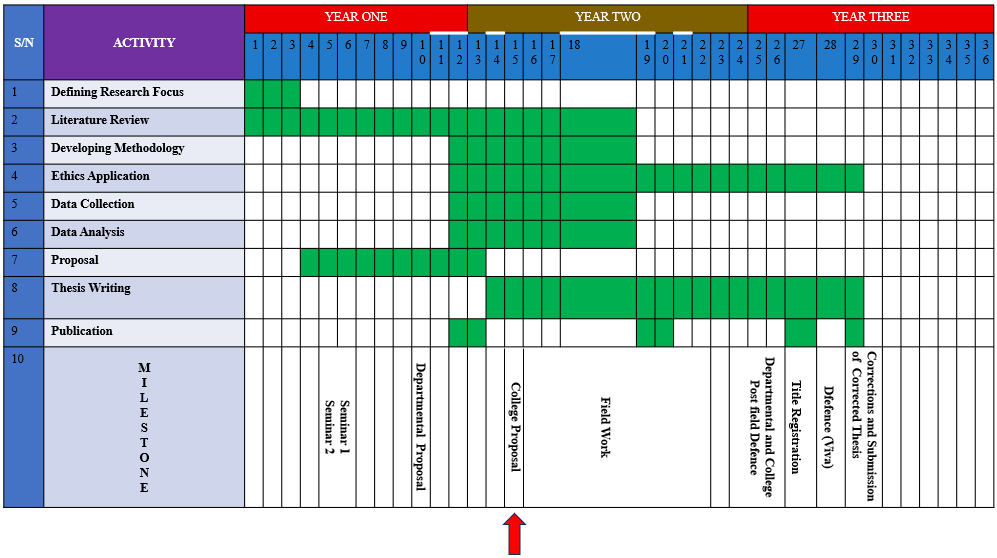 YEAR ONE YEAR TWO YEAR THREE
S/N ACTIVITY 1 2 3 4 5 6 7 8 9 10 11 12 13 14 15 16 17 18 19 20 21 22 23 24 25 26 27 28 29 30 31 32 33 34 35 36
1 Defining Research Focus
2 Literature Review
3 Developing Methodology
4 Ethics Application
5 Data Collection
6 Data Analysis
7 Proposal
8 Thesis Writing
9 Publication
10 MILESTONE
Seminar 1
Seminar 2
Departmental Proposal
College Proposal
Field Work
Departmental and College
Post field Defence
Title Registration
Dfefence (Viva)
Corrections and Submission
of Corrected Thesis